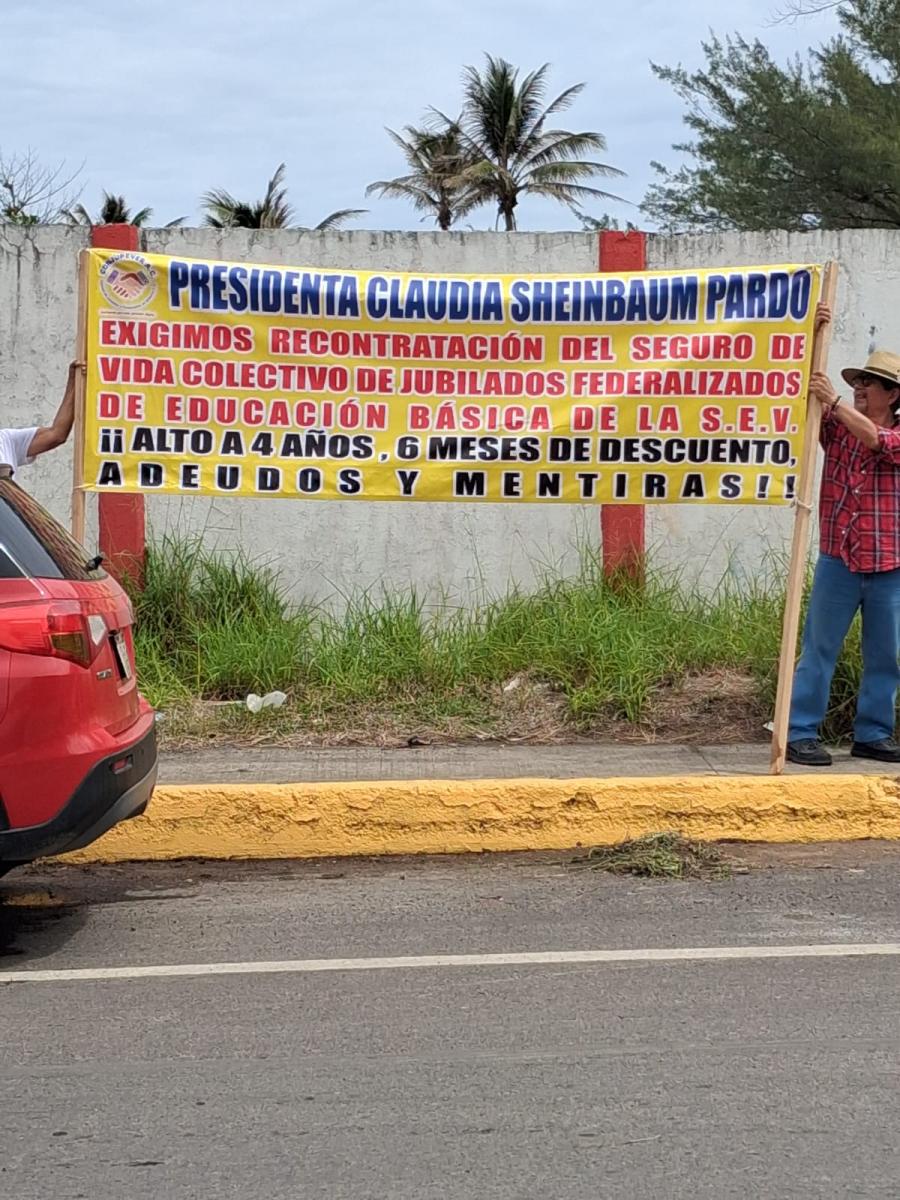 PRESIDENTA CLAUDIA SHEINBAUM PARDO
EXIGIMOS RECONTRATACIÓN DEL SEGURO DE
VIDA COLECTIVO DE JUBILADOS FEDERALIZADOS
DE EDUCACIÓN BÁSICA DE LA S.E.V.
¡¡ ALTO A 4 AÑOS , 6 MESES DE DESCUENTO,
ADEUDOS Y MENTIRAS!!